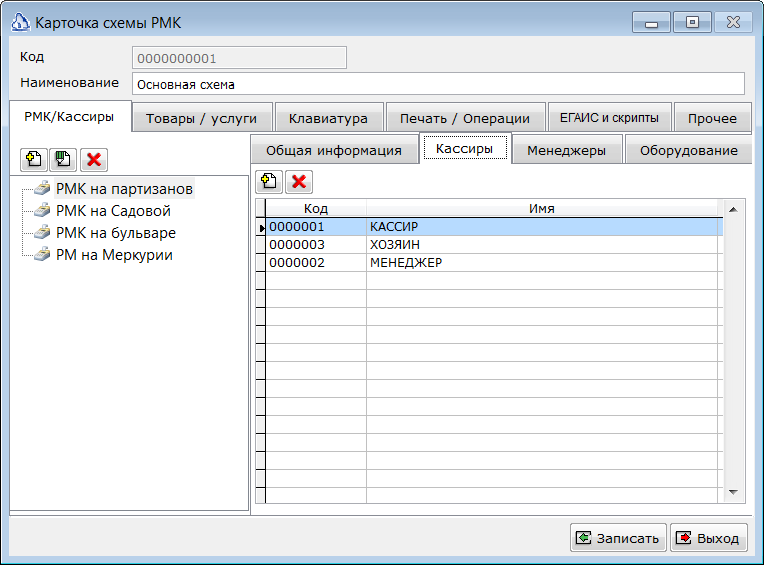 Карточка схемы РМК
Код
0000000001
Наименование
Основная схема
РМК/Кассиры
Товары / услуги
Клавиатура
Печать / Операции
ЕГАИС и скрипты
Прочее
РМК на партизанов
РМК на Садовой
РМК на бульваре
РМ на Меркурии
Общая информация
Кассиры
Менеджеры
Оборудование
Код Имя
0000001 КАССИР
0000003 ХОЗЯИН
0000002 МЕНЕДЖЕР
Записать
Выход